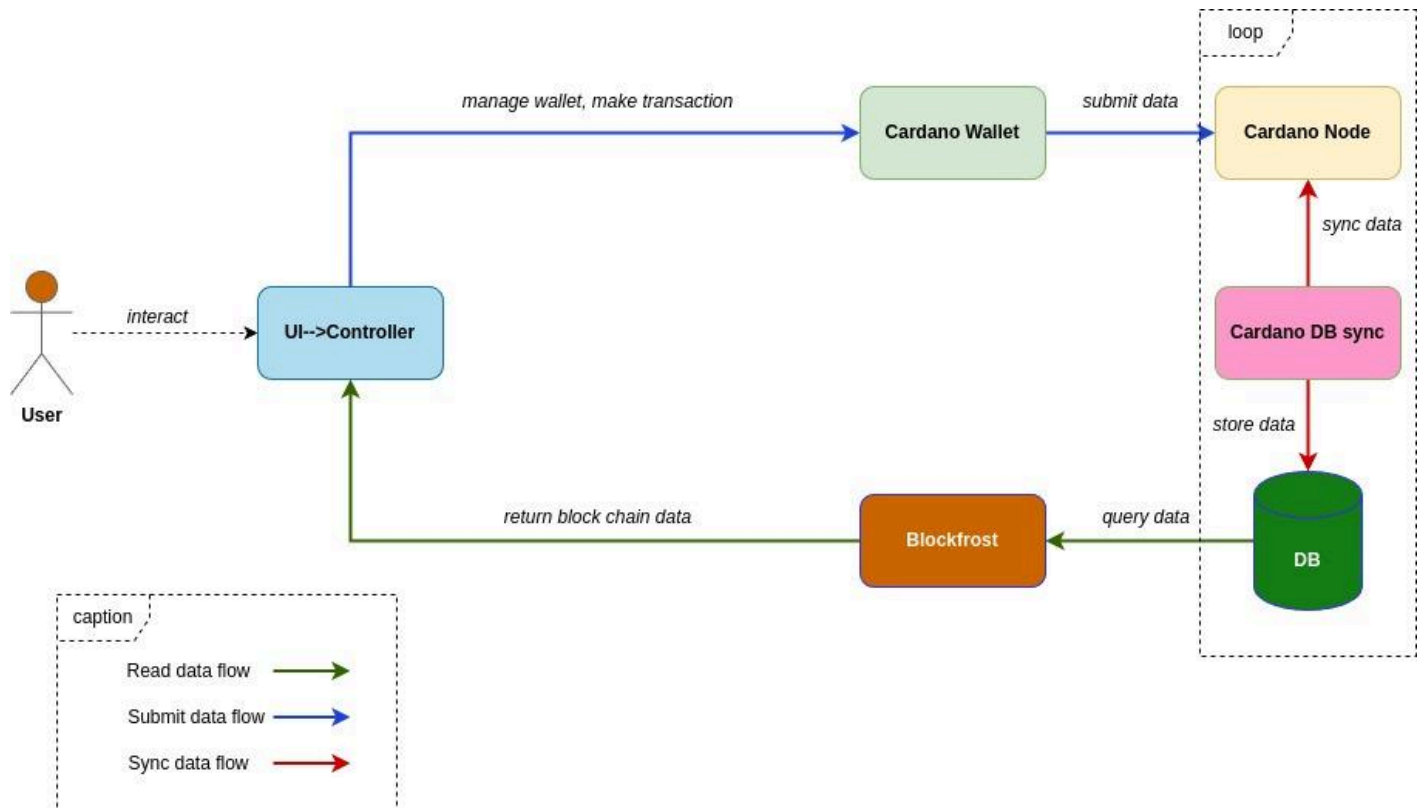 loop
manage wallet, make transaction
submit data
Cardano Wallet
Cardano Node
sync data
interact
UI-->Controller
Cardano DB sync
User
store data
return block chain data
query data
Blockfrost
DB
caption
Read data flow
Submit data flow
Sync data flow